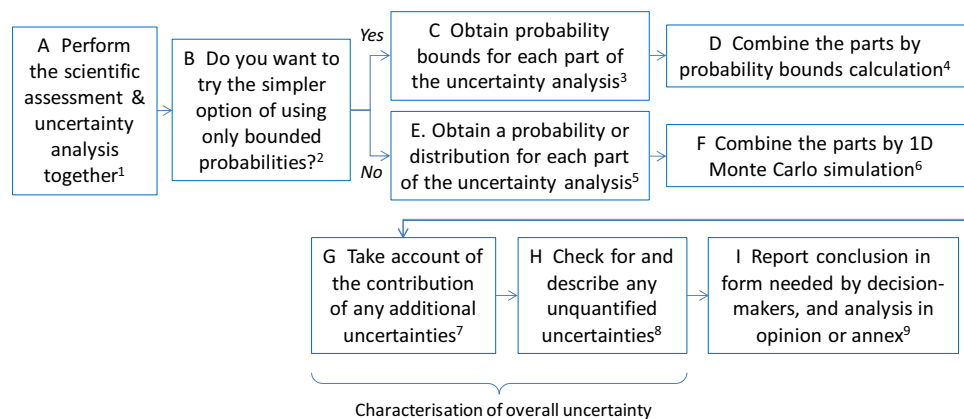 A Perform
the scientific
assessment &
uncertainty
analysis
together¹
B Do you want to
try the simpler
option of using
only bounded
probabilities?²
Yes
No
C Obtain probability
bounds for each part of
the uncertainty analysis³
D Combine the parts by
probability bounds calculation⁴
E. Obtain a probability or
distribution for each part
of the uncertainty analysis⁵
F Combine the parts by 1D
Monte Carlo simulation⁶
G Take account of
the contribution
of any additional
uncertainties⁷
H Check for and
describe any
unquantified
uncertainties⁸
I Report conclusion in
form needed by decision-
makers, and analysis in
opinion or annex⁹
Characterisation of overall uncertainty